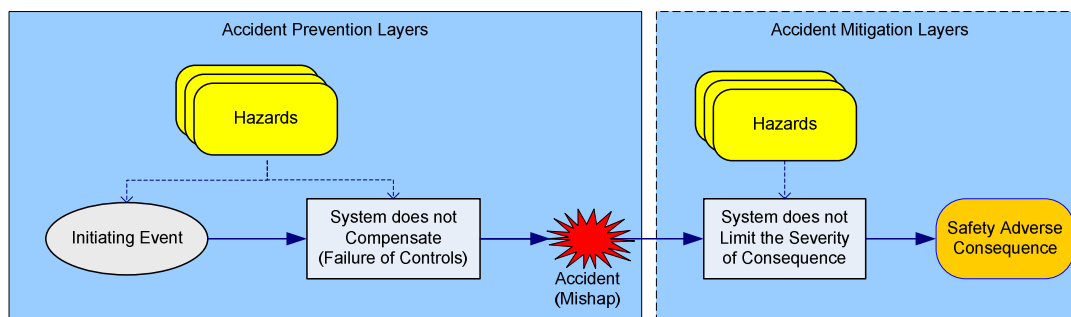 Accident Prevention Layers
Hazards
Initiating Event
System does not
Compensate
(Failure of Controls)
Accident
(Mishap)
Accident Mitigation Layers
Hazards
System does not
Limit the Severity
of Consequence
Safety Adverse
Consequence